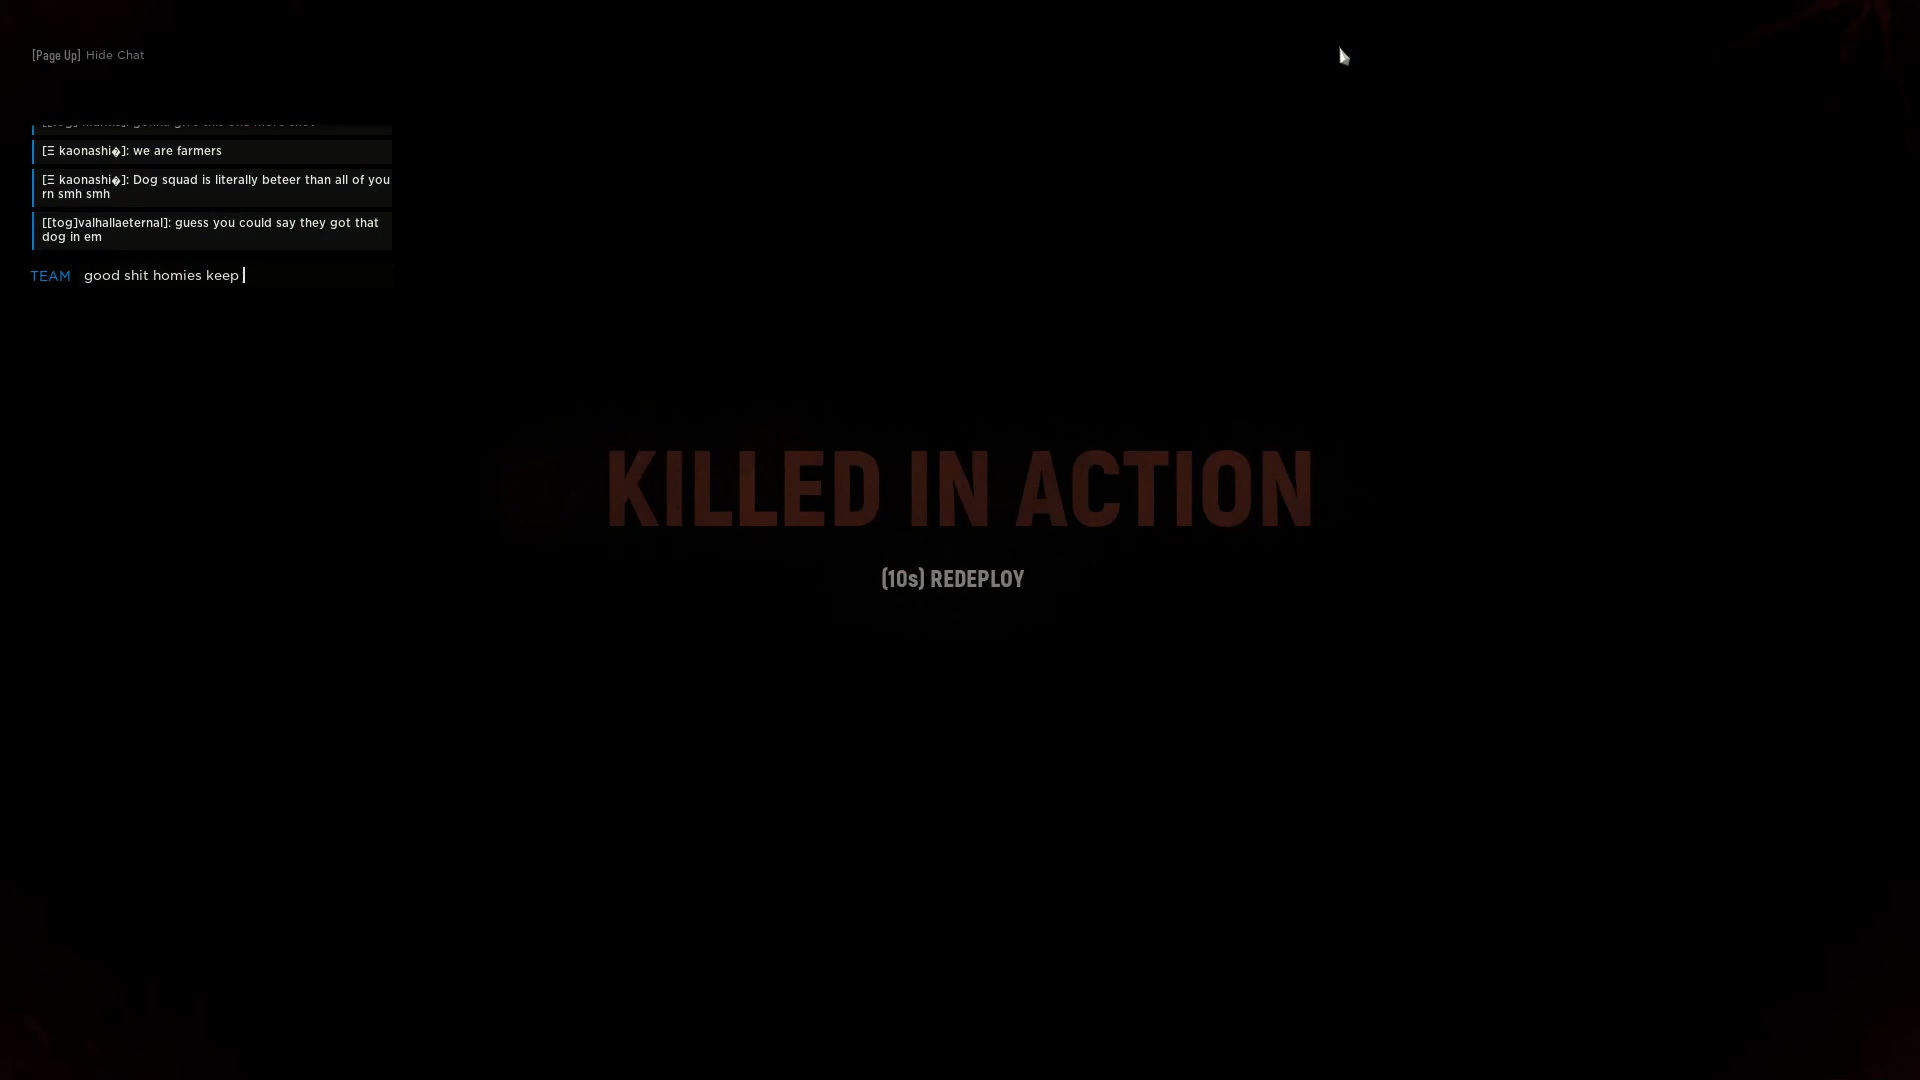 [Page Up] Hide Chat
[Ξ kaonashi�]: we are farmers
[Ξ kaonashi�]: Dog squad is literally beteer than all of you
rn smh smh
[[tog]valhallaeternal]: guess you could say they got that
dog in em
TEAM good shit homies keep
KILLED IN ACTION
(10s) REDEPLOY